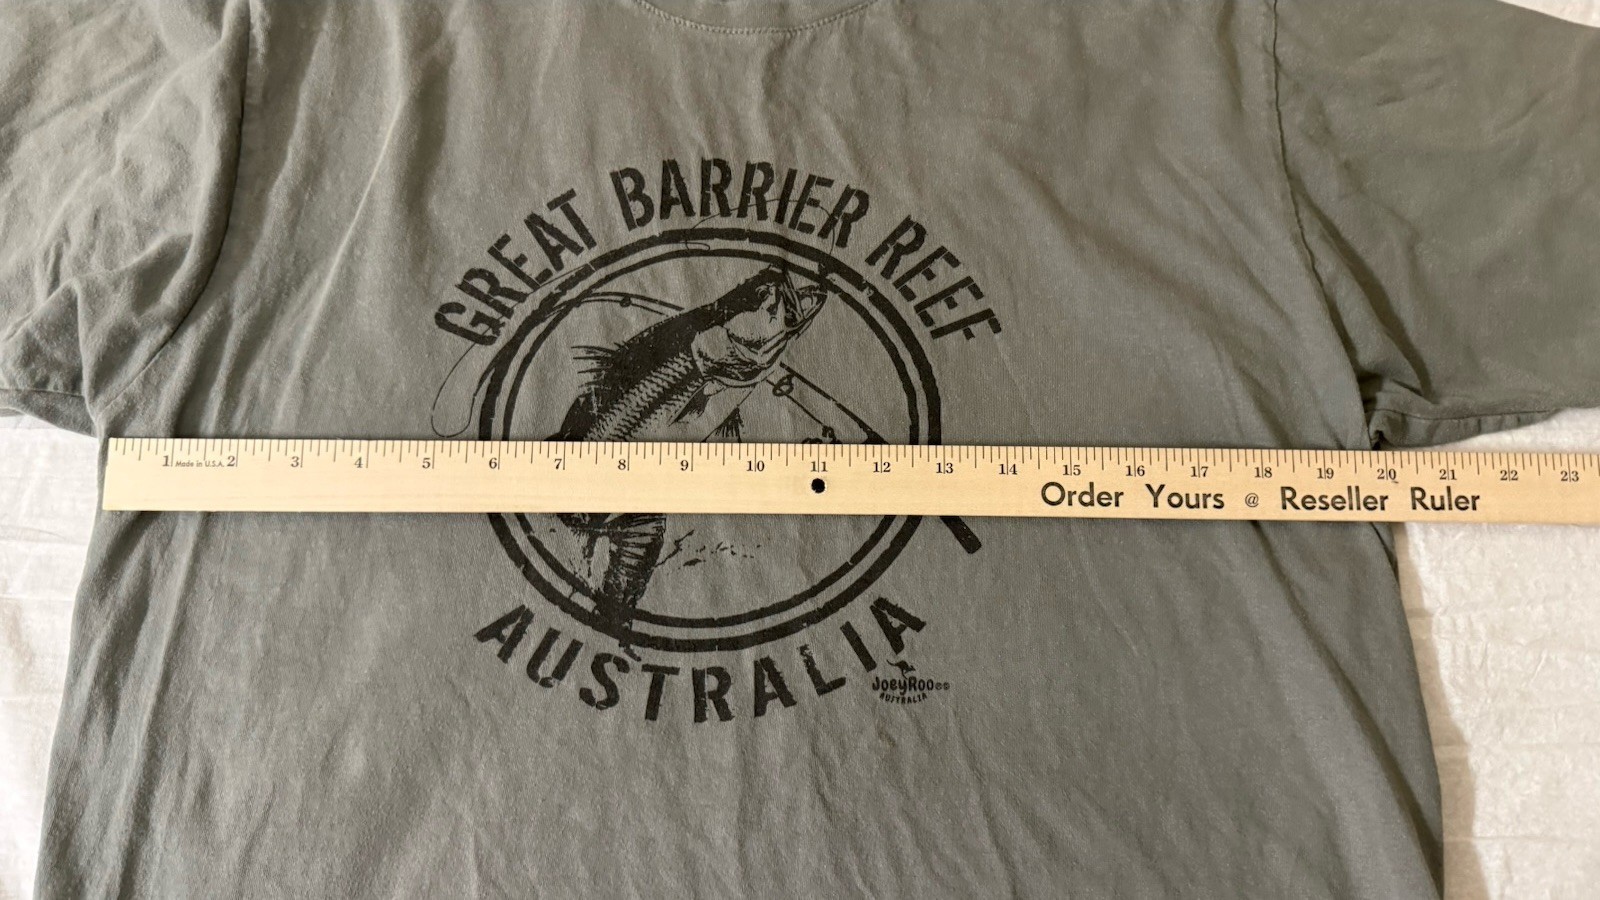 GREAT BARRIER REEF
1 Made in U.S.A. 2 3 4 5 6 7 8 9 10 11 12 13 14 15 16 17 18 19 20 21 22 23
Order Yours @ Reseller Ruler
AUSTRALIA
JoeyRoo
AUSTRALIA